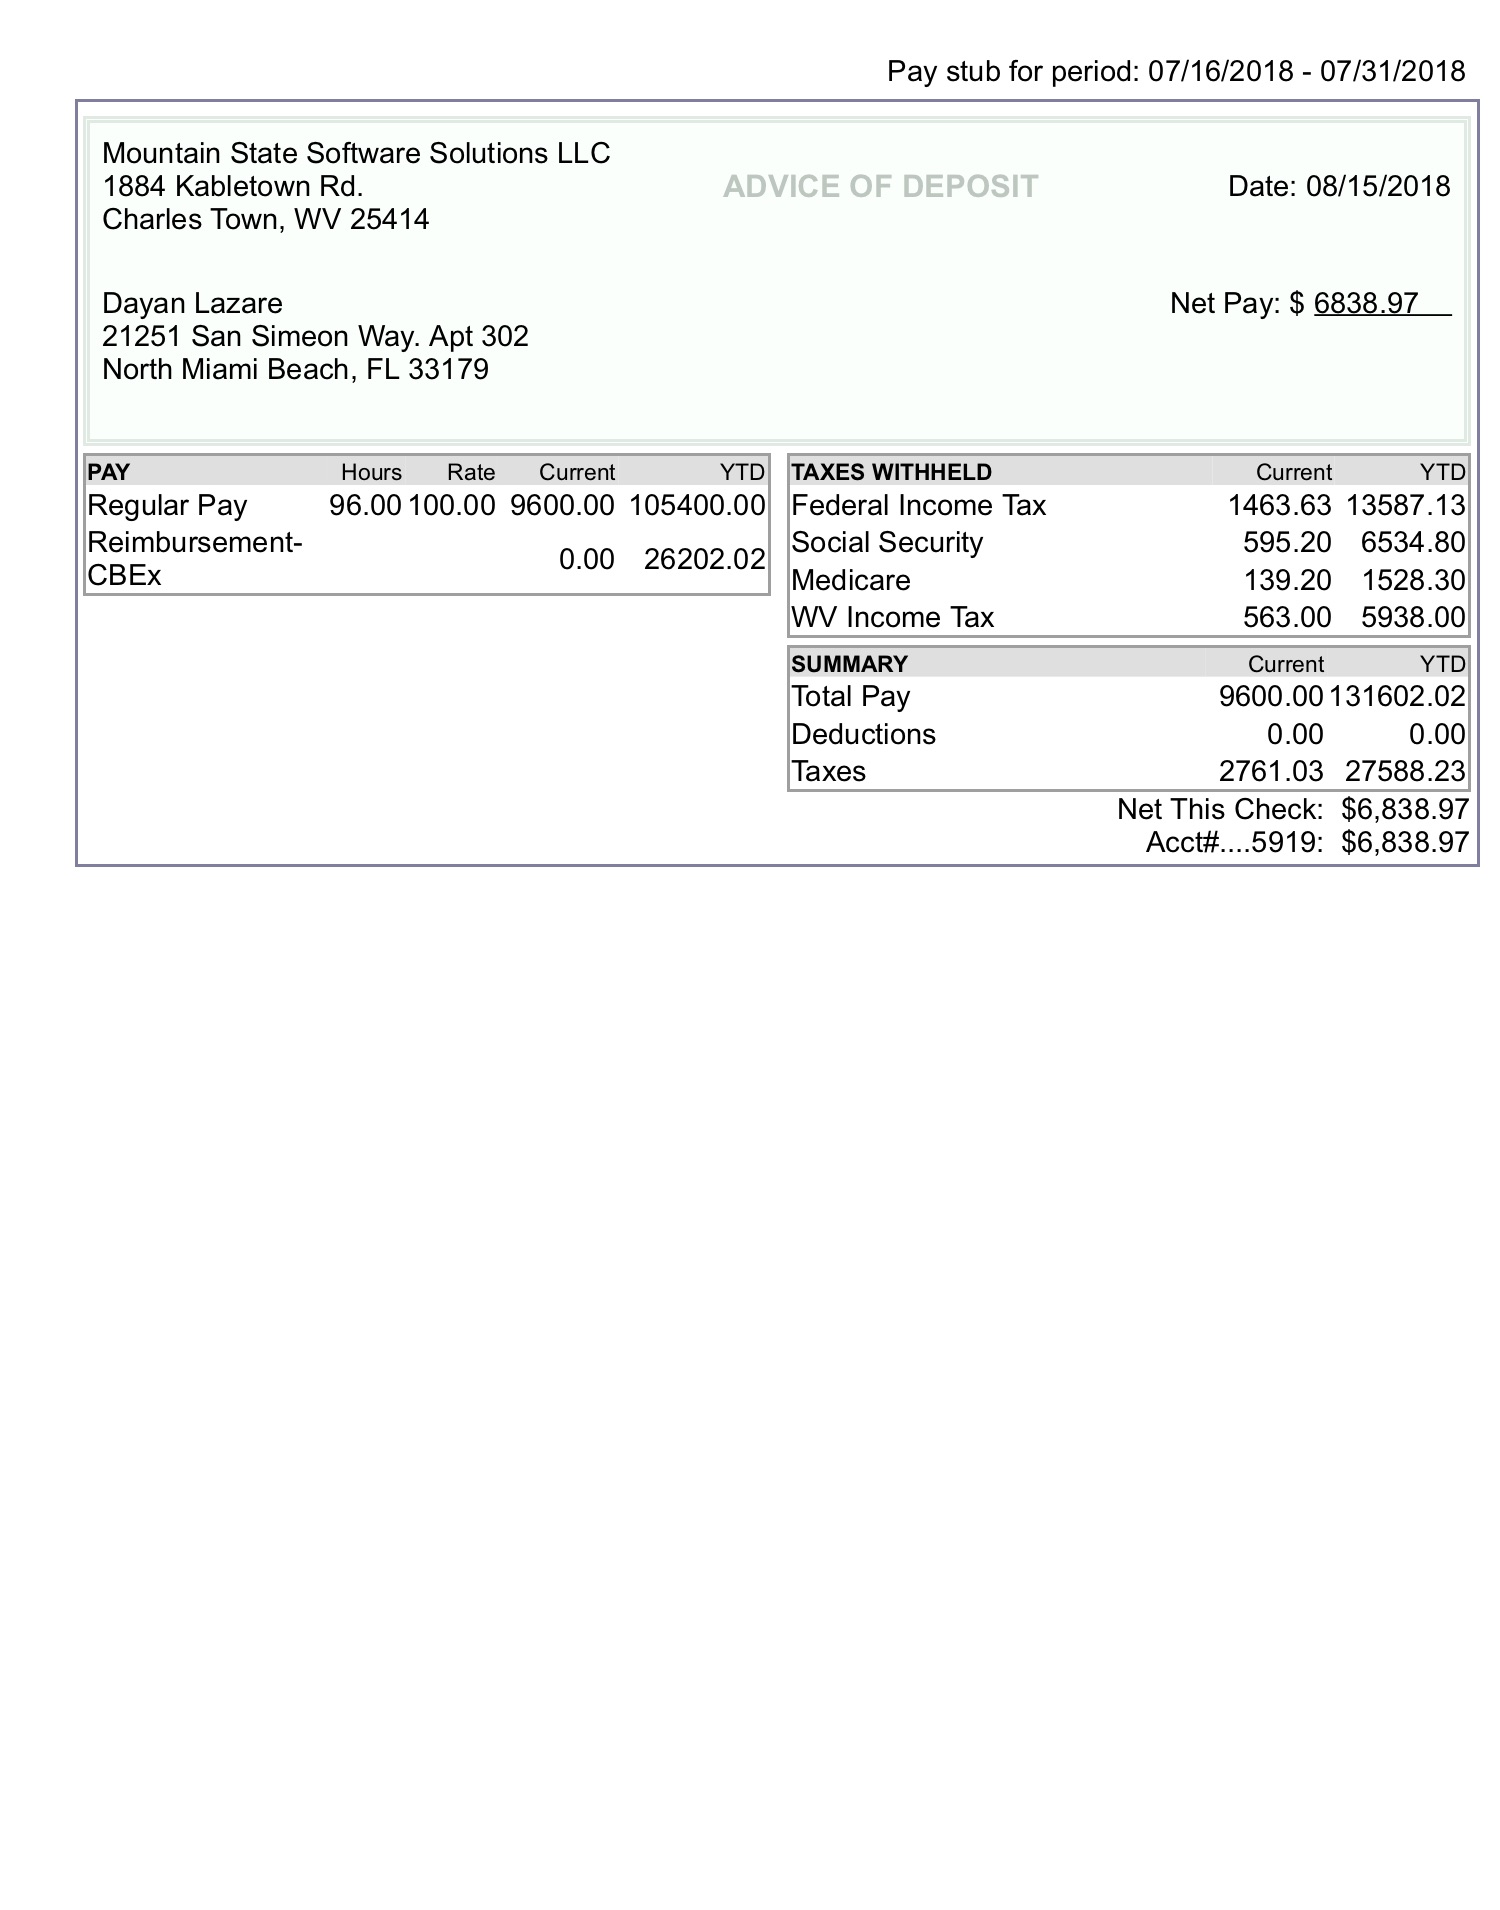 Pay stub for period: 07/16/2018 - 07/31/2018
Mountain State Software Solutions LLC
1884 Kabletown Rd.
Charles Town, WV 25414
ADVICE OF DEPOSIT
Date: 08/15/2018
Dayan Lazare
21251 San Simeon Way. Apt 302
North Miami Beach, FL 33179
Net Pay: $ 6838.97
PAY Hours Rate Current YTD
Regular Pay 96.00 100.00 9600.00 105400.00
Reimbursement-
CBEx 0.00 26202.02
TAXES WITHHELD Current YTD
Federal Income Tax 1463.63 13587.13
Social Security 595.20 6534.80
Medicare 139.20 1528.30
WV Income Tax 563.00 5938.00
SUMMARY Current YTD
Total Pay 9600.00 131602.02
Deductions 0.00 0.00
Taxes 2761.03 27588.23
Net This Check: $6,838.97
Acct#....5919: $6,838.97